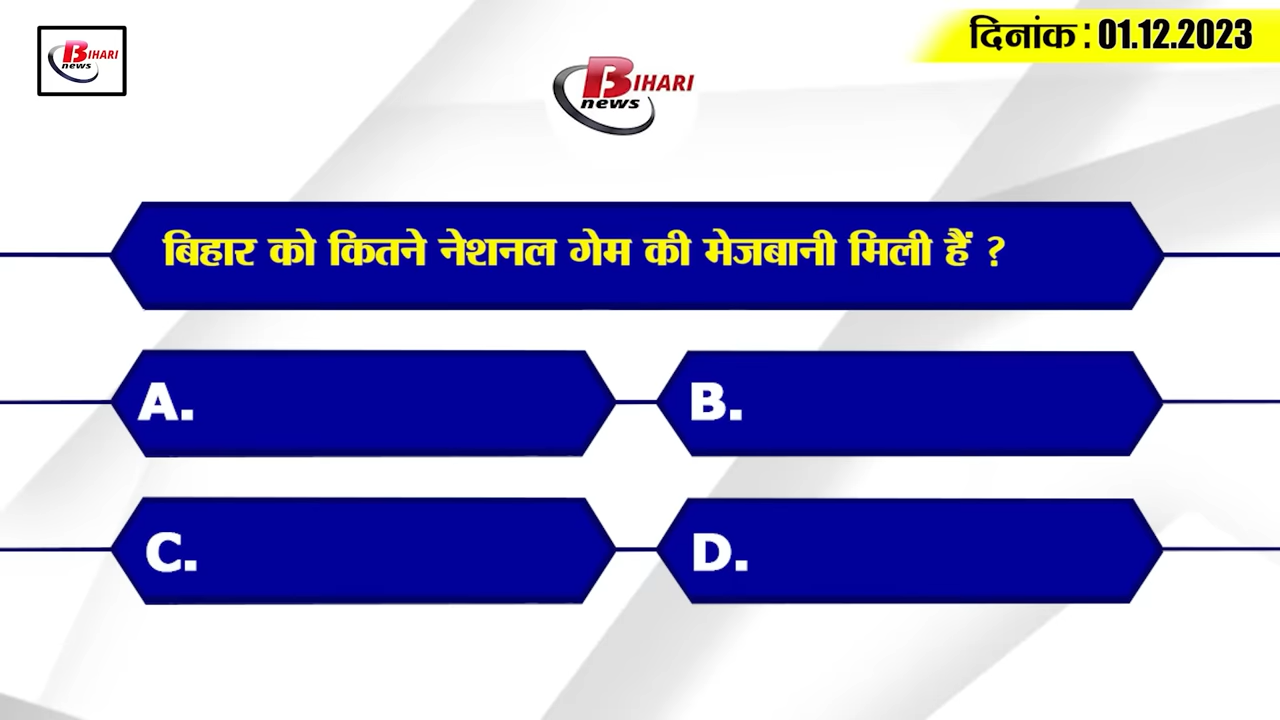 BIHARI
news
दिनांक : 01.12.2023
BIHARI
news
बिहार को कितने नेशनल गेम की मेजबानी मिली हैं ?
A.
B.
C.
D.